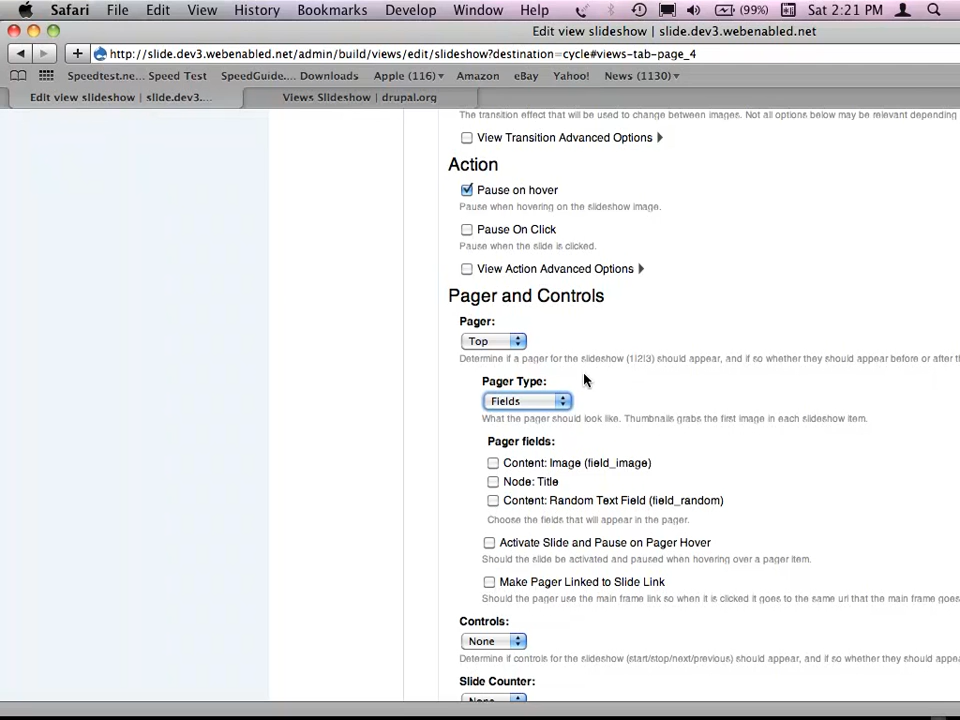 Safari File Edit View History Bookmarks Develop Window Help (99%) Sat 2:21 PM
Edit view slideshow | slide.dev3.webenabled.net
http://slide.dev3.webenabled.net/admin/build/views/edit/slideshow?destination=cycle#views-tab-page_4
Speedtest.ne... Speed Test SpeedGuide.... Downloads Apple (116) Amazon eBay Yahoo! News (1130)
Edit view slideshow | slide.dev3.... Views Slideshow | drupal.org
The transition effect that will be used to change between images. Not all options below may be relevant depending
View Transition Advanced Options
Action
Pause on hover
Pause when hovering on the slideshow image.
Pause On Click
Pause when the slide is clicked.
View Action Advanced Options
Pager and Controls
Pager:
Top
Determine if a pager for the slideshow (1|2|3) should appear, and if so whether they should appear before or after th
Pager Type:
Fields
What the pager should look like. Thumbnails grabs the first image in each slideshow item.
Pager fields:
Content: Image (field_image)
Node: Title
Content: Random Text Field (field_random)
Choose the fields that will appear in the pager.
Activate Slide and Pause on Pager Hover
Should the slide be activated and paused when hovering over a pager item.
Make Pager Linked to Slide Link
Should the pager use the main frame link so when it is clicked it goes to the same url that the main frame goes
Controls:
None
Determine if controls for the slideshow (start/stop/next/previous) should appear, and if so whether they should appea
Slide Counter:
None